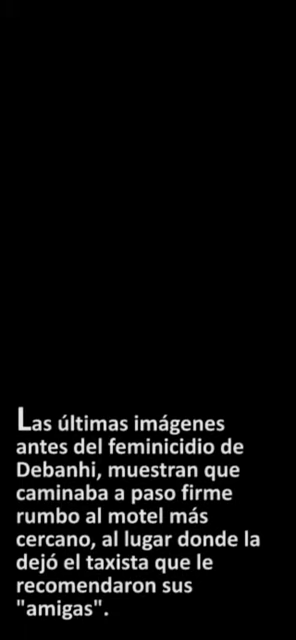 Las últimas imágenes
antes del feminicidio de
Debanhi, muestran que
caminaba a paso firme
rumbo al motel más
cercano, al lugar donde la
dejó el taxista que le
recomendaron sus
"amigas".